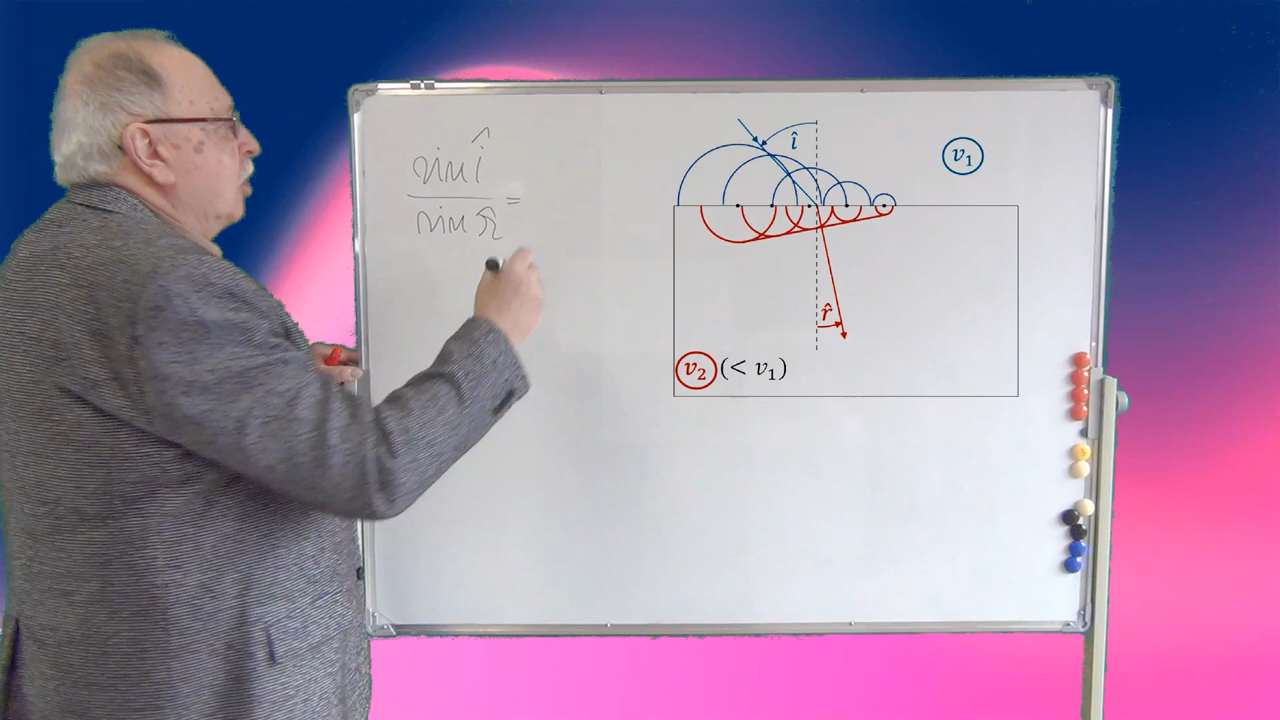 sin î
sin r̂ =
î
v₁
r̂
v₂ (< v₁)